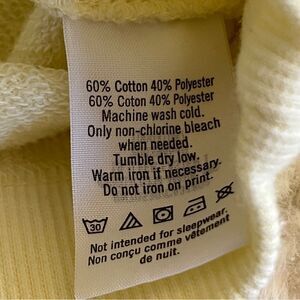 60% Cotton 40% Polyester
60% Coton 40% Polyester
Machine wash cold.
Only non-chlorine bleach
when needed.
Tumble dry low.
Warm iron if necessary.
Do not iron on print.
30
Not intended for sleepwear.
Non conçu comme vêtement
de nuit.